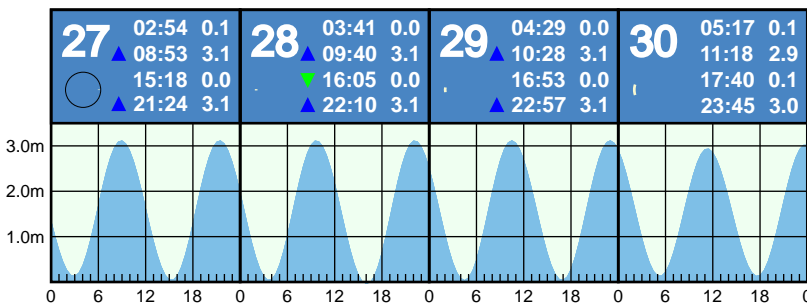 27
02:54 0.1
▲ 08:53 3.1
15:18 0.0
▲ 21:24 3.1
28
03:41 0.0
▲ 09:40 3.1
▼ 16:05 0.0
▲ 22:10 3.1
29
04:29 0.0
▲ 10:28 3.1
16:53 0.0
▲ 22:57 3.1
30
05:17 0.1
11:18 2.9
17:40 0.1
23:45 3.0
3.0m
2.0m
1.0m
0 6 12 18 0 6 12 18 0 6 12 18 0 6 12 18 0